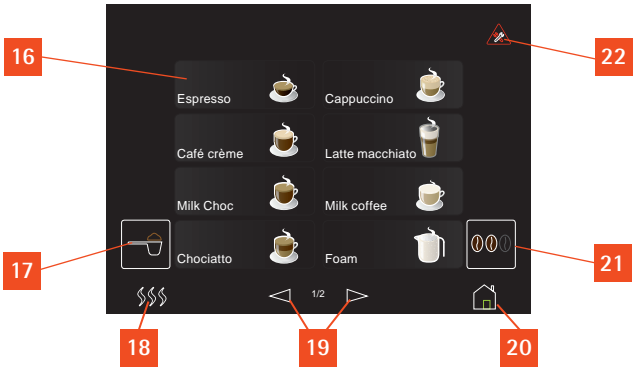 16
22
Espresso
Cappuccino
Café crème
Latte macchiato
Milk Choc
Milk coffee
17
Chociatto
Foam
21
1/2
18
19
20